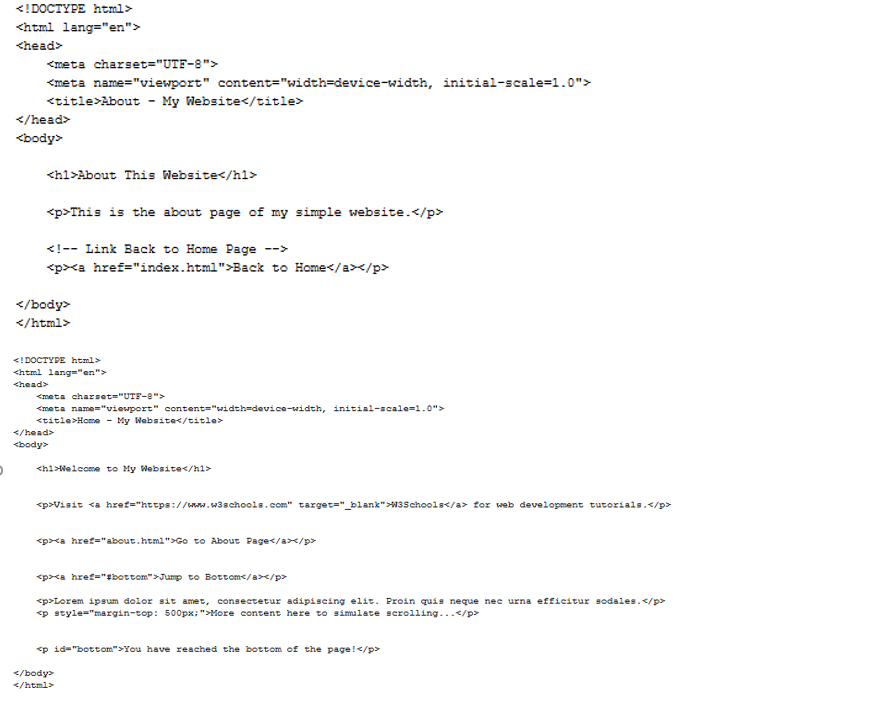 <!DOCTYPE html>
<html lang="en">
<head>
    <meta charset="UTF-8">
    <meta name="viewport" content="width=device-width, initial-scale=1.0">
    <title>About - My Website</title>
</head>
<body>
    <h1>About This Website</h1>
    <p>This is the about page of my simple website.</p>
    <!-- Link Back to Home Page -->
    <p><a href="index.html">Back to Home</a></p>
</body>
</html>
<!DOCTYPE html>
<html lang="en">
<head>
    <meta charset="UTF-8">
    <meta name="viewport" content="width=device-width, initial-scale=1.0">
    <title>Home - My Website</title>
</head>
<body>
    <h1>Welcome to My Website</h1>
    <p>Visit <a href="https://www.w3schools.com" target="_blank">W3Schools</a> for web development tutorials.</p>
    <p><a href="about.html">Go to About Page</a></p>
    <p><a href="#bottom">Jump to Bottom</a></p>
    <p>Lorem ipsum dolor sit amet, consectetur adipiscing elit. Proin quis neque nec urna efficitur sodales.</p>
    <p style="margin-top: 500px;">More content here to simulate scrolling...</p>
    <p id="bottom">You have reached the bottom of the page!</p>
</body>
</html>